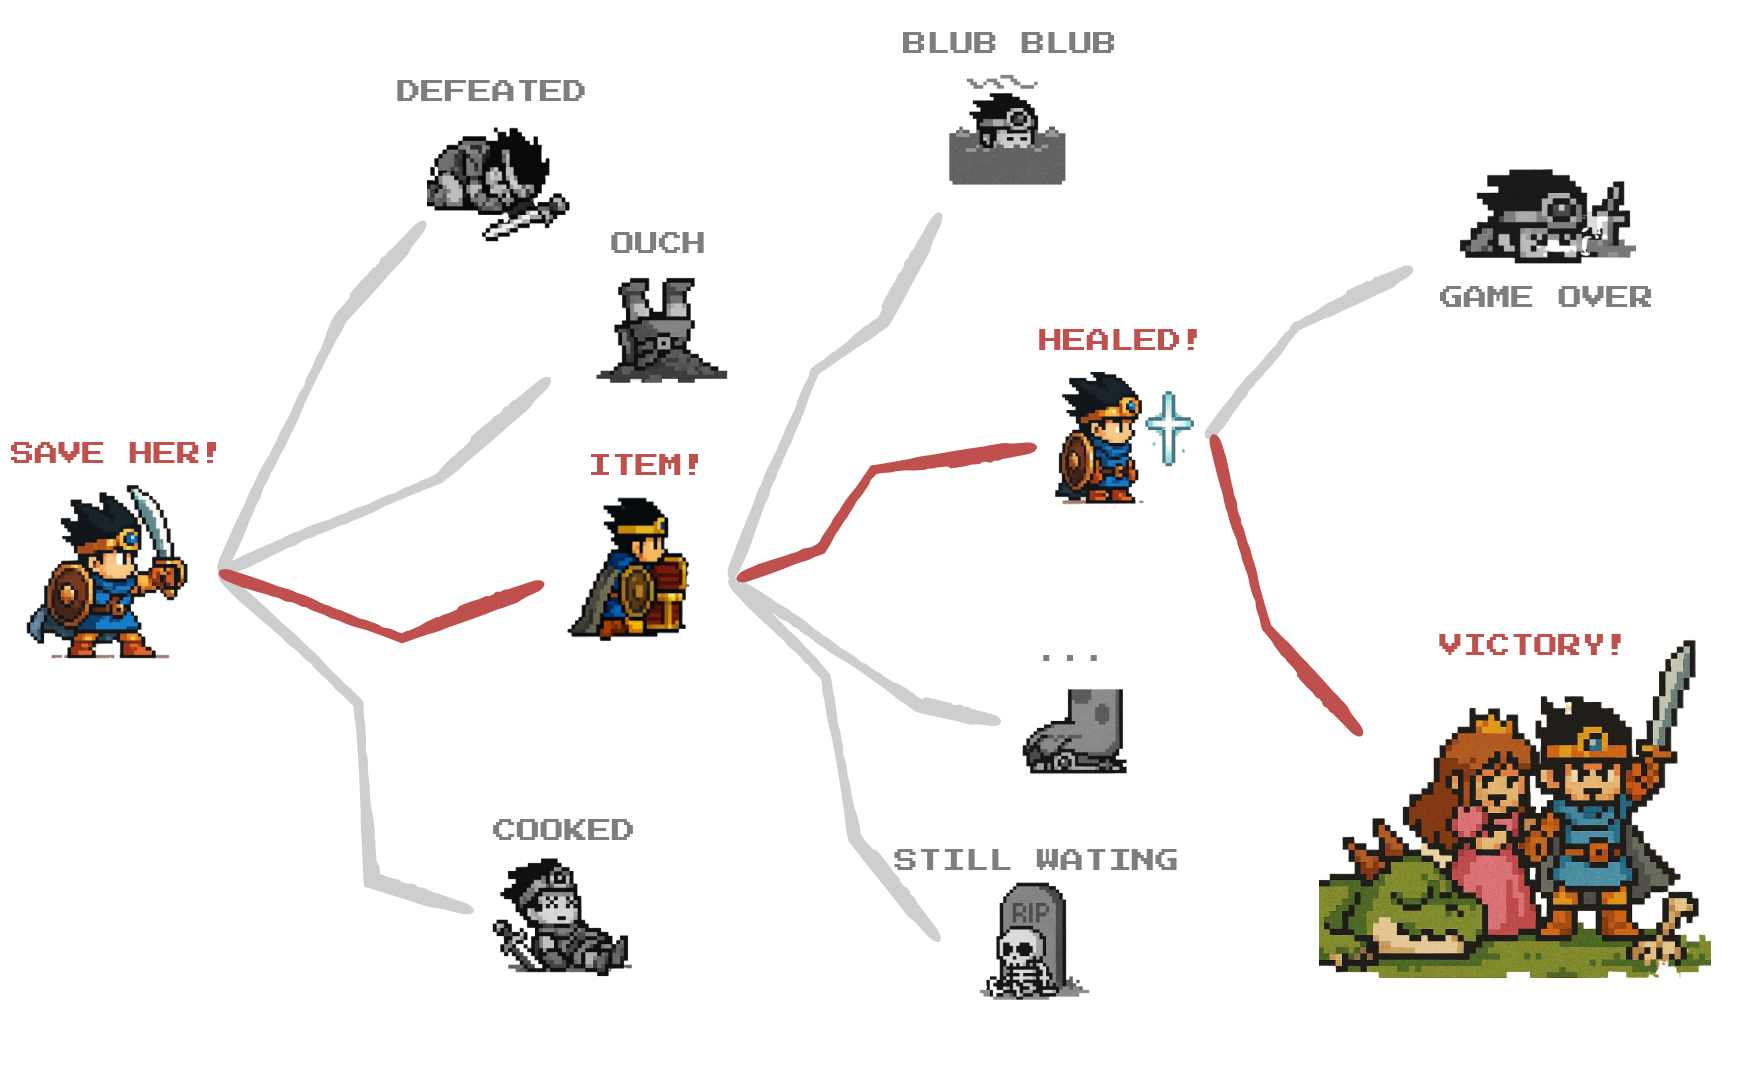 BLUB BLUB
DEFEATED
OUCH
GAME OVER
HEALED!
SAVE HER!
ITEM!
...
VICTORY!
COOKED
STILL WATING
RIP